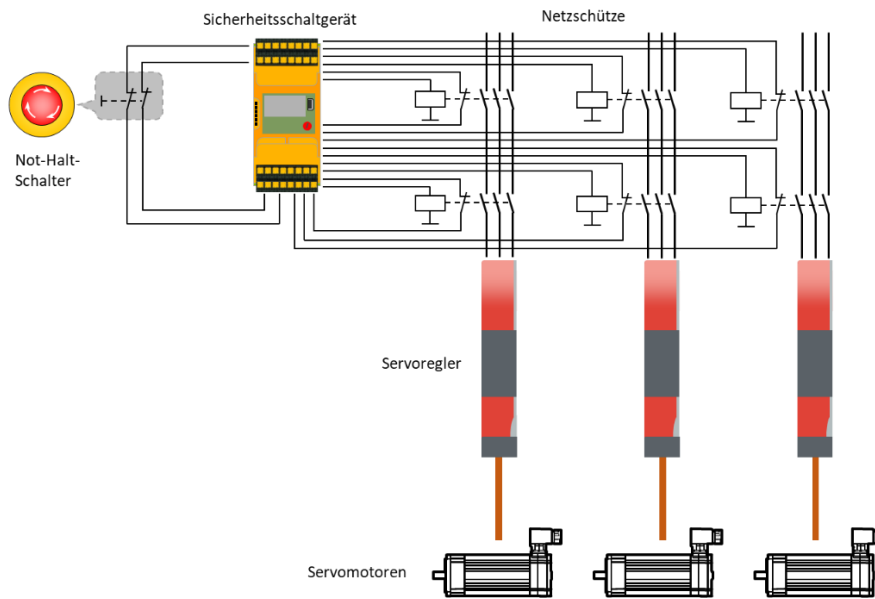 Sicherheitsschaltgerät
Netzschütze
Not-Halt-
Schalter
Servoregler
Servomotoren